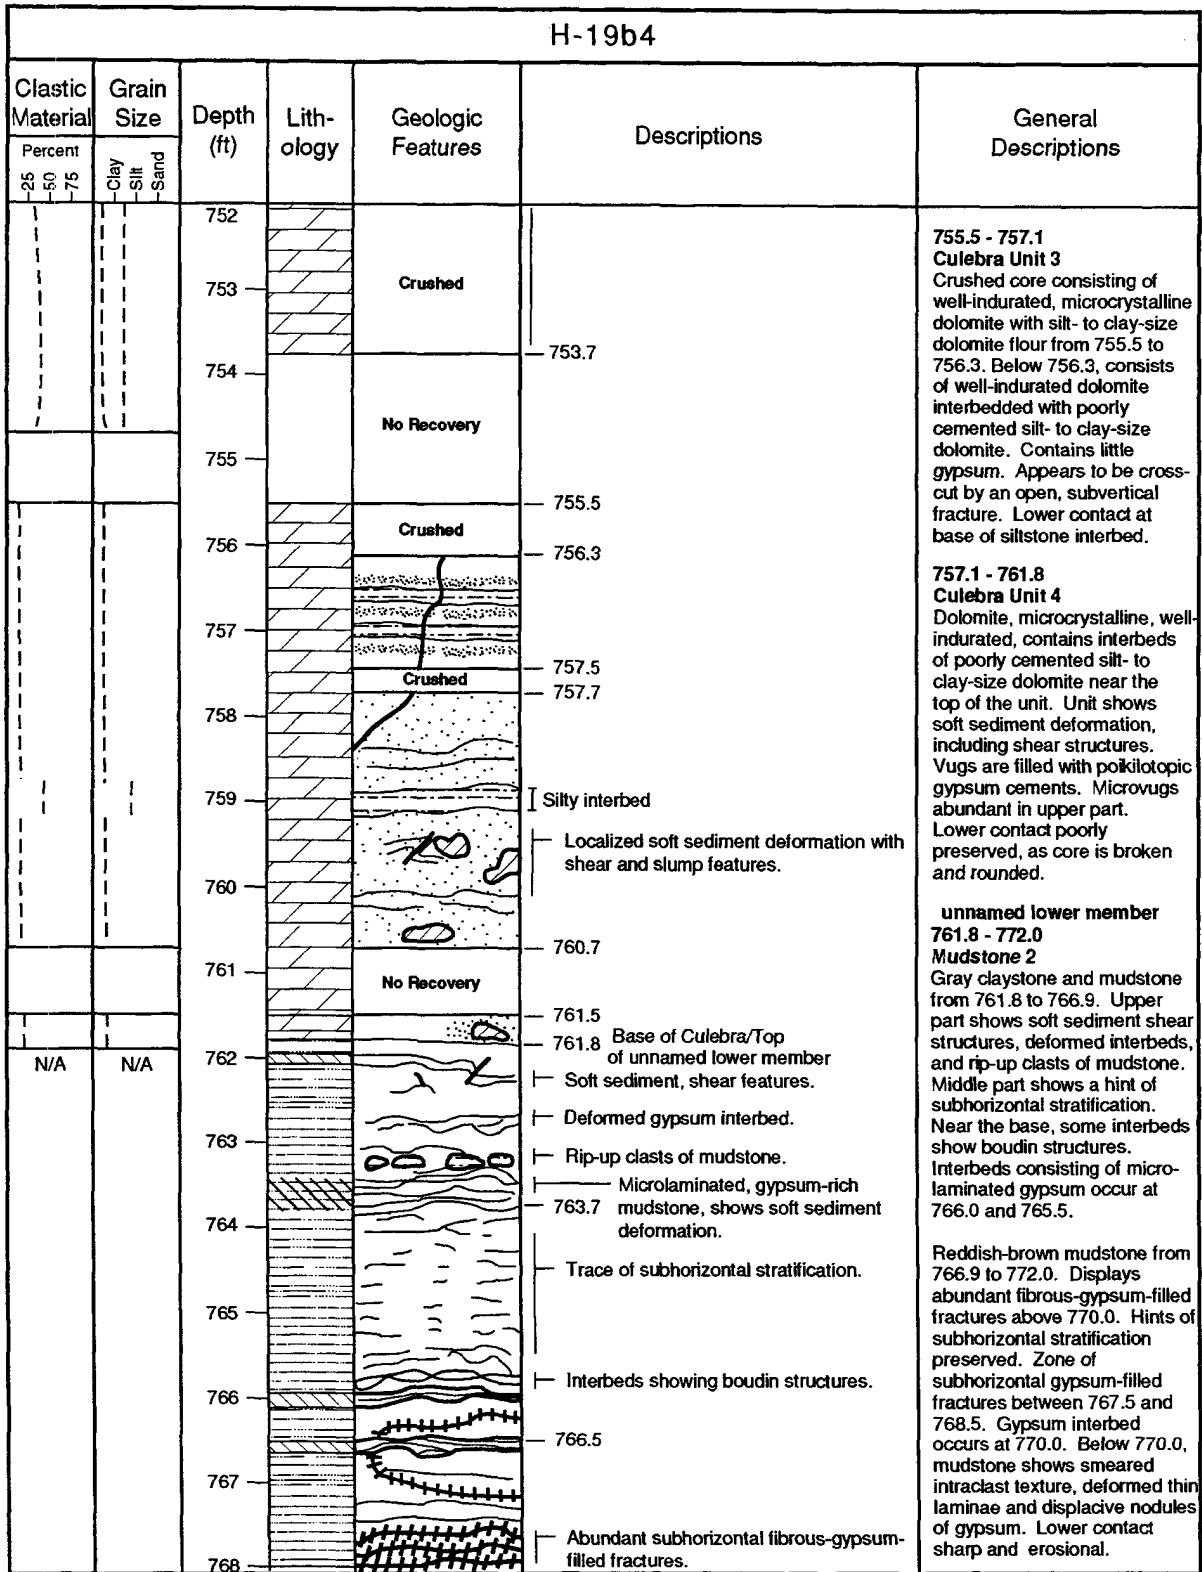 H-19b4
Clastic
Material
Percent
25
50
75
Grain
Size
Clay
Silt
Sand
Depth
(ft)
Lith-
ology
Geologic
Features
Descriptions
General
Descriptions
752
753
754
755
756
757
758
759
760
761
762
763
764
765
766
767
768
N/A
N/A
Crushed
No Recovery
Crushed
Crushed
No Recovery
753.7
755.5
756.3
757.5
757.7
Silty interbed
Localized soft sediment deformation with
shear and slump features.
760.7
761.5
761.8 Base of Culebra/Top
of unnamed lower member
Soft sediment, shear features.
Deformed gypsum interbed.
Rip-up clasts of mudstone.
Microlaminated, gypsum-rich
763.7 mudstone, shows soft sediment
deformation.
Trace of subhorizontal stratification.
Interbeds showing boudin structures.
766.5
Abundant subhorizontal fibrous-gypsum-
filled fractures.
755.5 - 757.1
Culebra Unit 3
Crushed core consisting of
well-indurated, microcrystalline
dolomite with silt- to clay-size
dolomite flour from 755.5 to
756.3. Below 756.3, consists
of well-indurated dolomite
interbedded with poorly
cemented silt- to clay-size
dolomite. Contains little
gypsum. Appears to be cross-
cut by an open, subvertical
fracture. Lower contact at
base of siltstone interbed.
757.1 - 761.8
Culebra Unit 4
Dolomite, microcrystalline, well-
indurated, contains interbeds
of poorly cemented silt- to
clay-size dolomite near the
top of the unit. Unit shows
soft sediment deformation,
including shear structures.
Vugs are filled with poikilotopic
gypsum cements. Microvugs
abundant in upper part.
Lower contact poorly
preserved, as core is broken
and rounded.
unnamed lower member
761.8 - 772.0
Mudstone 2
Gray claystone and mudstone
from 761.8 to 766.9. Upper
part shows soft sediment shear
structures, deformed interbeds,
and rip-up clasts of mudstone.
Middle part shows a hint of
subhorizontal stratification.
Near the base, some interbeds
show boudin structures.
Interbeds consisting of micro-
laminated gypsum occur at
766.0 and 765.5.
Reddish-brown mudstone from
766.9 to 772.0. Displays
abundant fibrous-gypsum-filled
fractures above 770.0. Hints of
subhorizontal stratification
preserved. Zone of
subhorizontal gypsum-filled
fractures between 767.5 and
768.5. Gypsum interbed
occurs at 770.0. Below 770.0,
mudstone shows smeared
intraclast texture, deformed thin
laminae and displacive nodules
of gypsum. Lower contact
sharp and erosional.